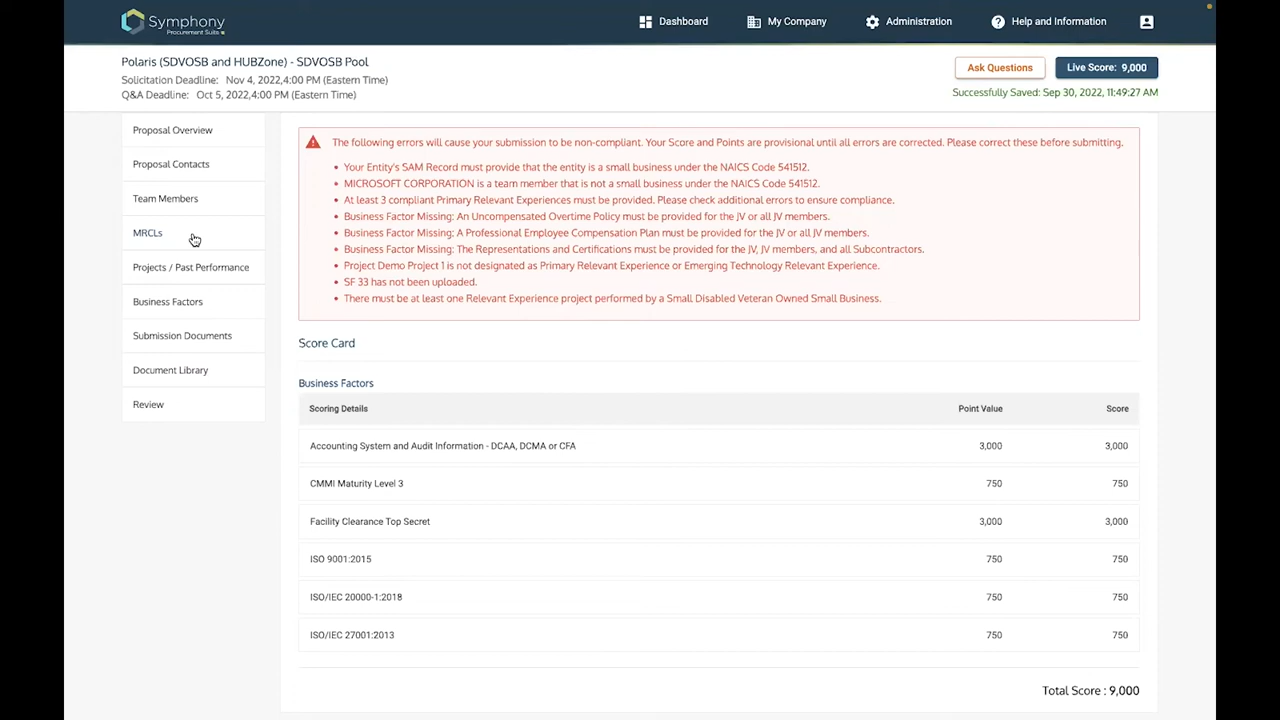 Symphony
Procurement Suite
Dashboard
My Company
Administration
Help and Information
Polaris (SDVOSB and HUBZone) - SDVOSB Pool
Solicitation Deadline: Nov 4, 2022,4:00 PM (Eastern Time)
Q&A Deadline: Oct 5, 2022,4:00 PM (Eastern Time)
Ask Questions
Live Score: 9,000
Successfully Saved: Sep 30, 2022, 11:49:27 AM
Proposal Overview
Proposal Contacts
Team Members
MRCLs
Projects / Past Performance
Business Factors
Submission Documents
Document Library
Review
The following errors will cause your submission to be non-compliant. Your Score and Points are provisional until all errors are corrected. Please correct these before submitting.
• Your Entity's SAM Record must provide that the entity is a small business under the NAICS Code 541512.
• MICROSOFT CORPORATION is a team member that is not a small business under the NAICS Code 541512.
• At least 3 compliant Primary Relevant Experiences must be provided. Please check additional errors to ensure compliance.
• Business Factor Missing: An Uncompensated Overtime Policy must be provided for the JV or all JV members.
• Business Factor Missing: A Professional Employee Compensation Plan must be provided for the JV or all JV members.
• Business Factor Missing: The Representations and Certifications must be provided for the JV, JV members, and all Subcontractors.
• Project Demo Project 1 is not designated as Primary Relevant Experience or Emerging Technology Relevant Experience.
• SF 33 has not been uploaded.
• There must be at least one Relevant Experience project performed by a Small Disabled Veteran Owned Small Business.
Score Card
Business Factors
Scoring Details Point Value Score
Accounting System and Audit Information - DCAA, DCMA or CFA 3,000 3,000
CMMI Maturity Level 3 750 750
Facility Clearance Top Secret 3,000 3,000
ISO 9001:2015 750 750
ISO/IEC 20000-1:2018 750 750
ISO/IEC 27001:2013 750 750
Total Score : 9,000